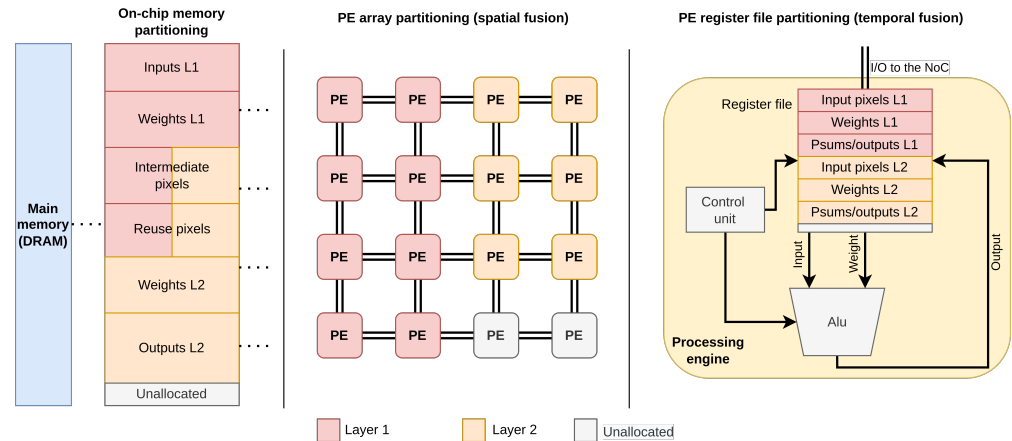 On-chip memory
partitioning
Main
memory
(DRAM)
Inputs L1
Weights L1
Intermediate
pixels
Reuse pixels
Weights L2
Outputs L2
Unallocated
PE array partitioning (spatial fusion)
PE PE PE PE
PE PE PE PE
PE PE PE PE
PE PE PE PE
PE register file partitioning (temporal fusion)
I/O to the NoC
Register file
Input pixels L1
Weights L1
Psums/outputs L1
Input pixels L2
Weights L2
Psums/outputs L2
Control
unit
Input
Weight
Output
Alu
Processing
engine
Layer 1
Layer 2
Unallocated